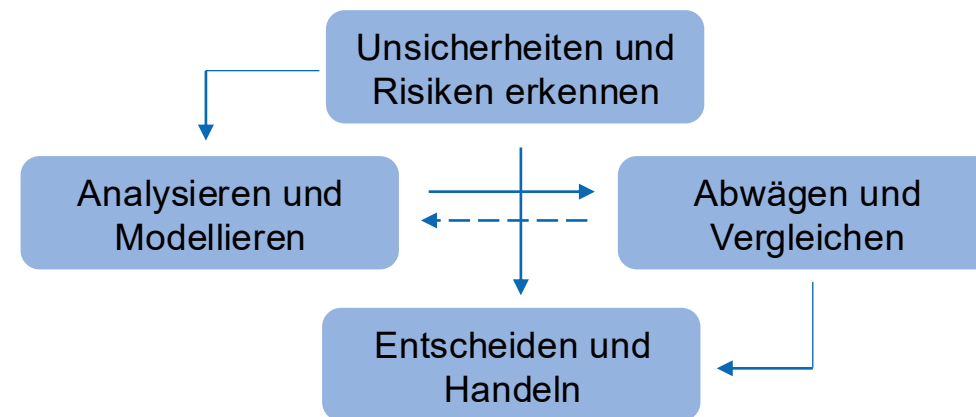 Unsicherheiten und
Risiken erkennen
Analysieren und
Modellieren
Abwägen und
Vergleichen
Entscheiden und
Handeln